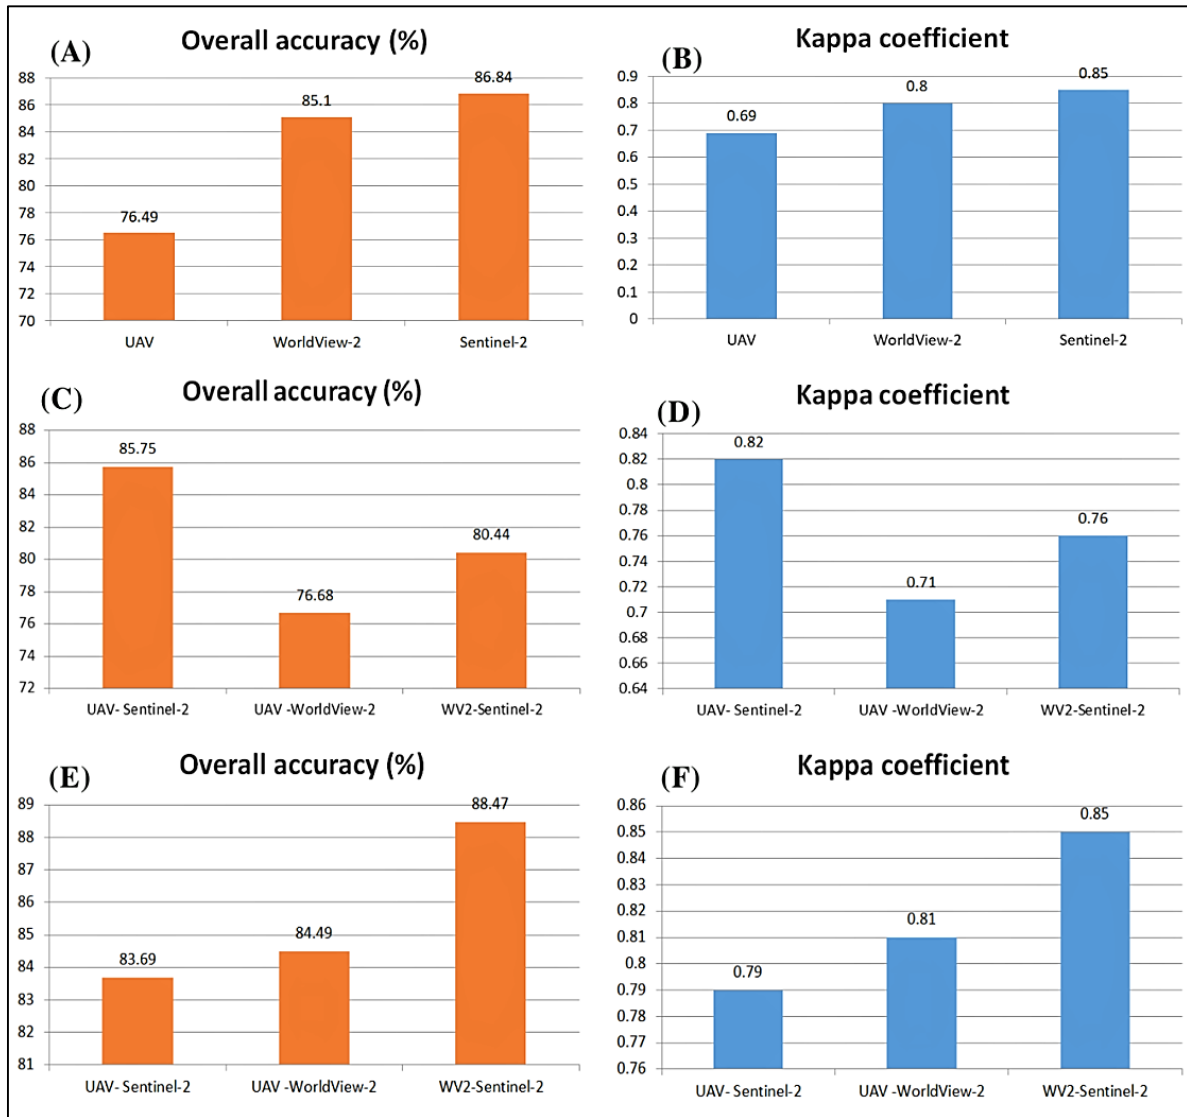 (A)
Overall accuracy (%)
88
86
84
82
80
78
76
74
72
70
76.49
85.1
86.84
UAV
WorldView-2
Sentinel-2
(B)
Kappa coefficient
0.9
0.8
0.7
0.6
0.5
0.4
0.3
0.2
0.1
0
0.69
0.8
0.85
UAV
WorldView-2
Sentinel-2
(C)
Overall accuracy (%)
88
86
84
82
80
78
76
74
72
85.75
76.68
80.44
UAV- Sentinel-2
UAV -WorldView-2
WV2-Sentinel-2
(D)
Kappa coefficient
0.84
0.82
0.8
0.78
0.76
0.74
0.72
0.7
0.68
0.66
0.64
0.82
0.71
0.76
UAV- Sentinel-2
UAV -WorldView-2
WV2-Sentinel-2
(E)
Overall accuracy (%)
89
88
87
86
85
84
83
82
81
83.69
84.49
88.47
UAV- Sentinel-2
UAV -WorldView-2
WV2-Sentinel-2
(F)
Kappa coefficient
0.86
0.85
0.84
0.83
0.82
0.81
0.8
0.79
0.78
0.77
0.76
0.79
0.81
0.85
UAV- Sentinel-2
UAV -WorldView-2
WV2-Sentinel-2